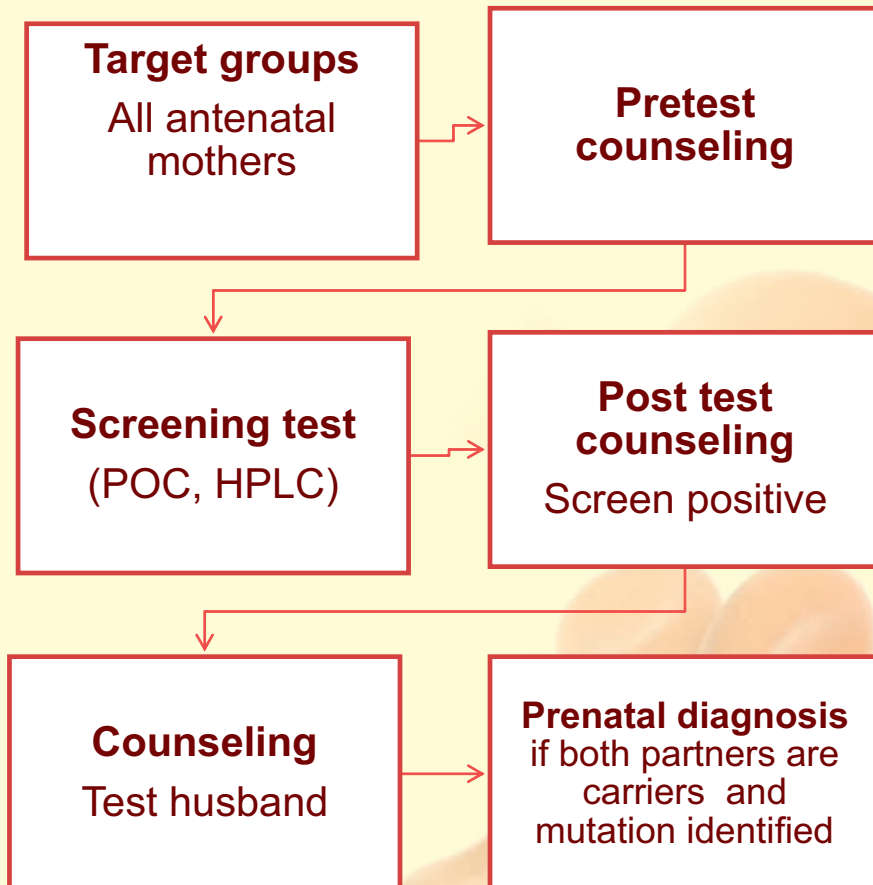 Target groups
All antenatal
mothers
Pretest
counseling
Screening test
(POC, HPLC)
Post test
counseling
Screen positive
Counseling
Test husband
Prenatal diagnosis
if both partners are
carriers and
mutation identified